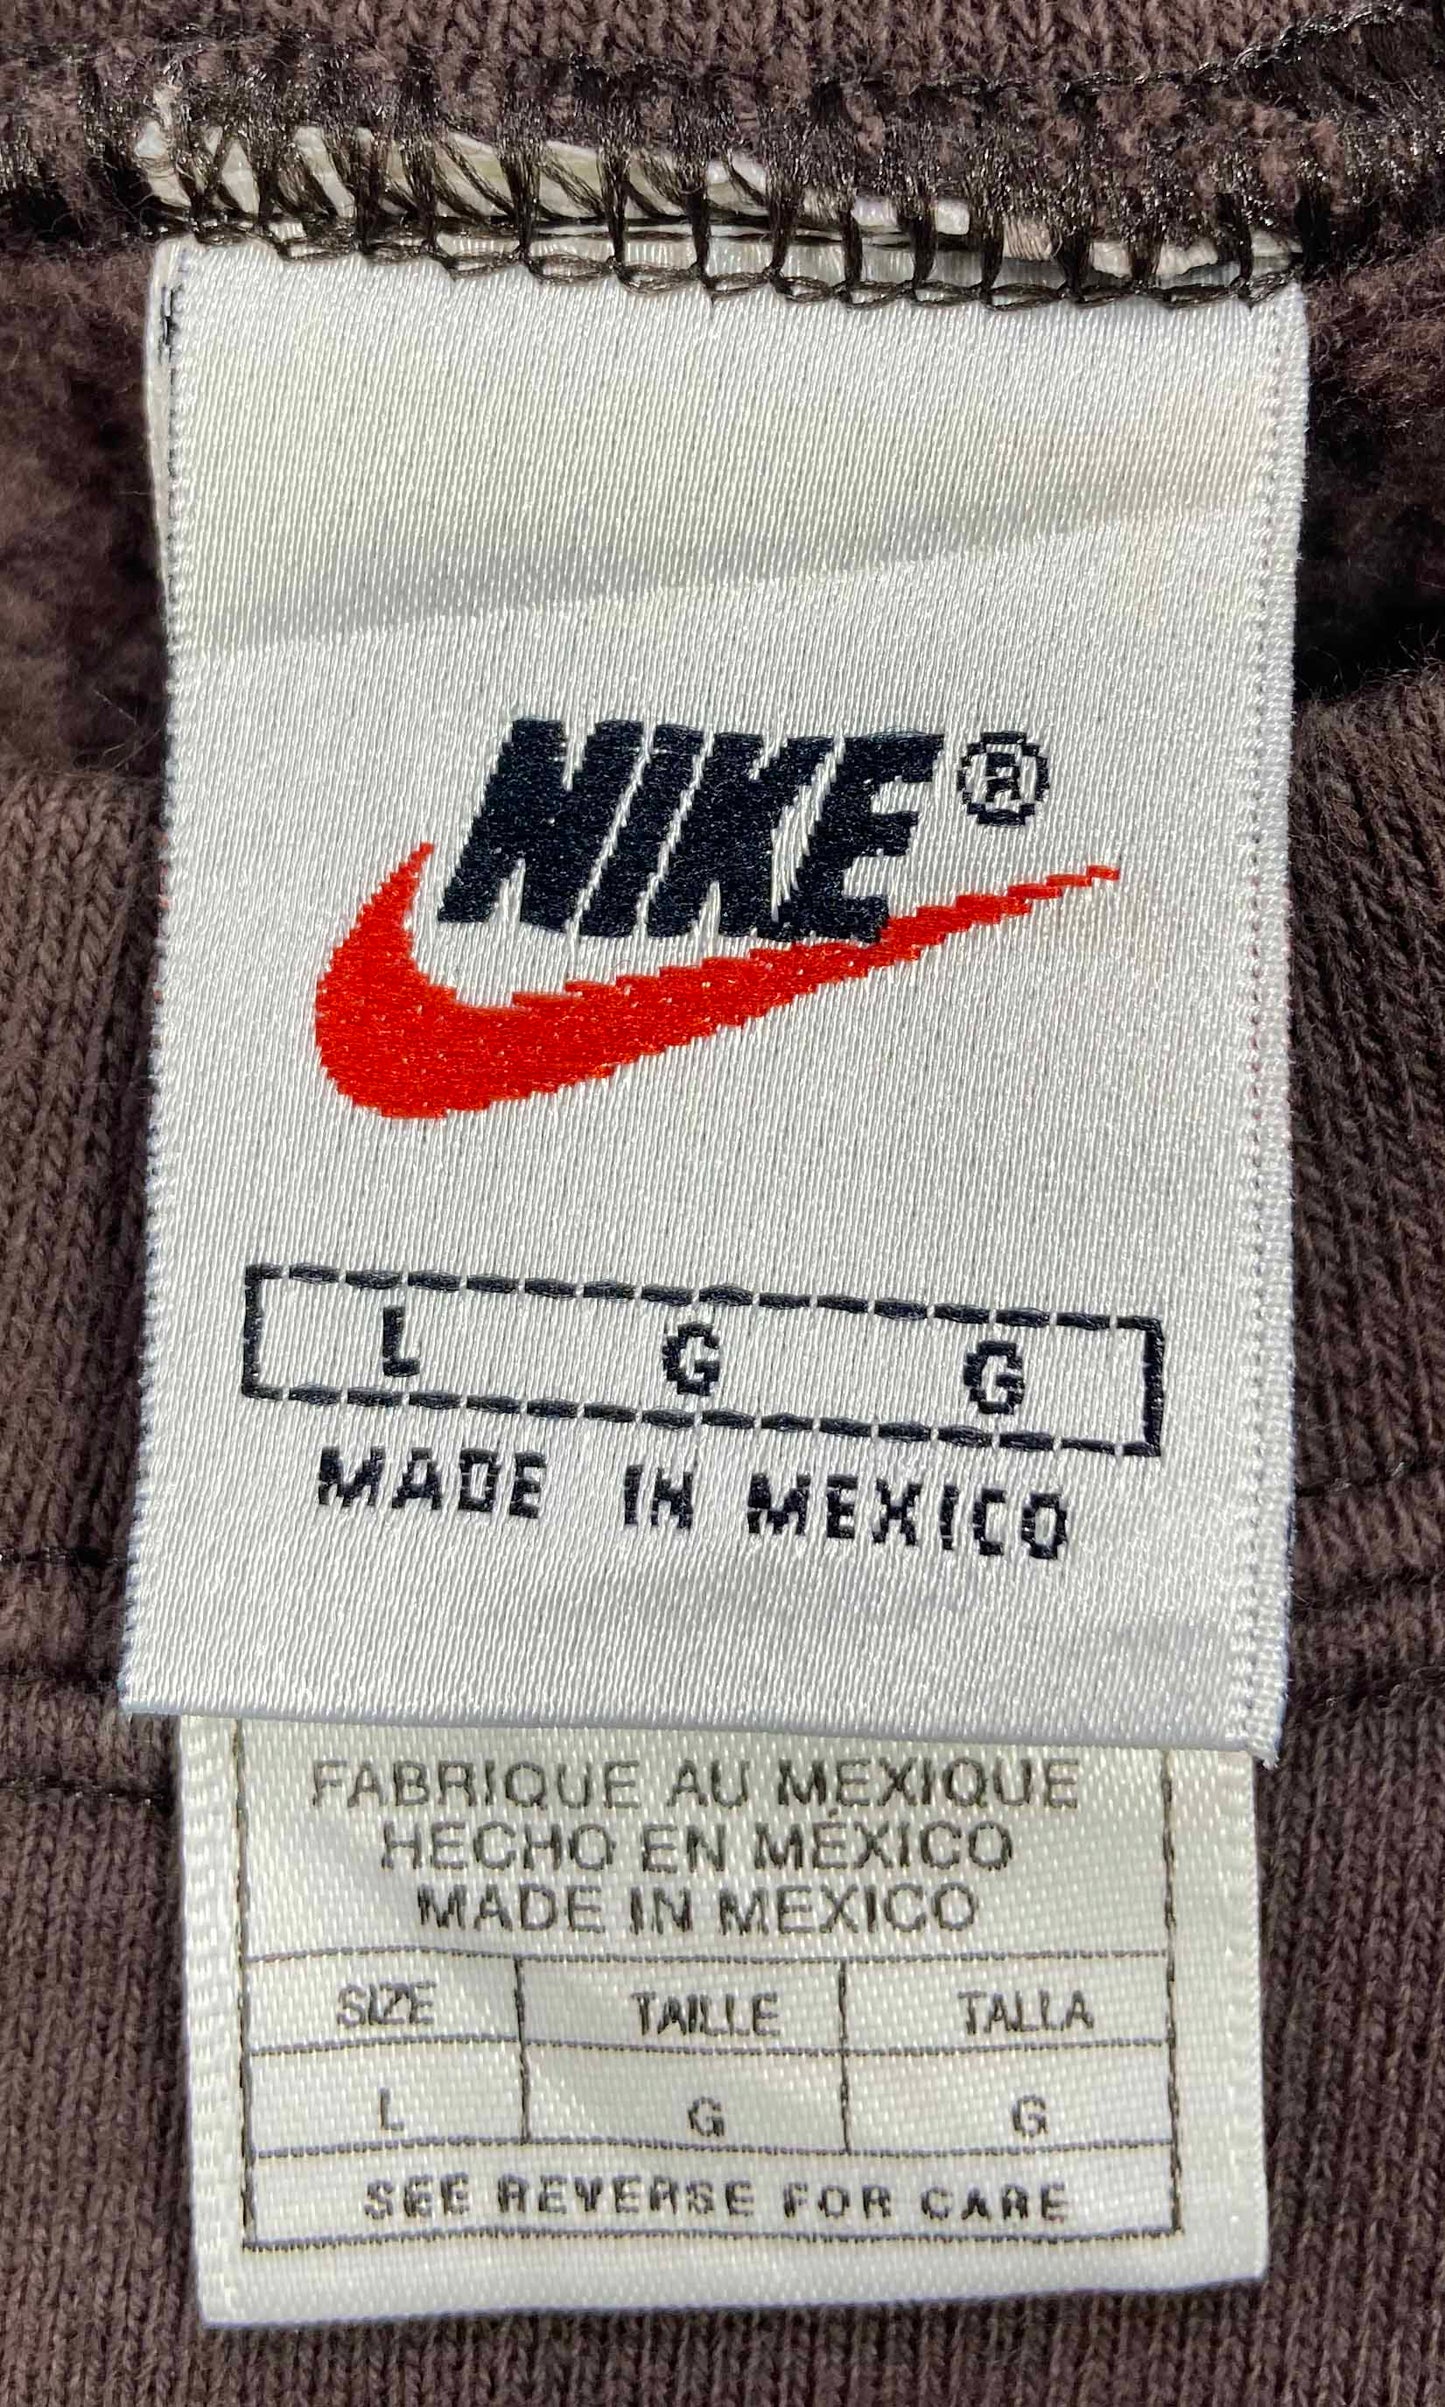 NIKE®
L G G
MADE IN MEXICO
FABRIQUE AU MEXIQUE
HECHO EN MÉXICO
MADE IN MEXICO
SIZE TAILLE TALLA
L G G
SEE REVERSE FOR CARE